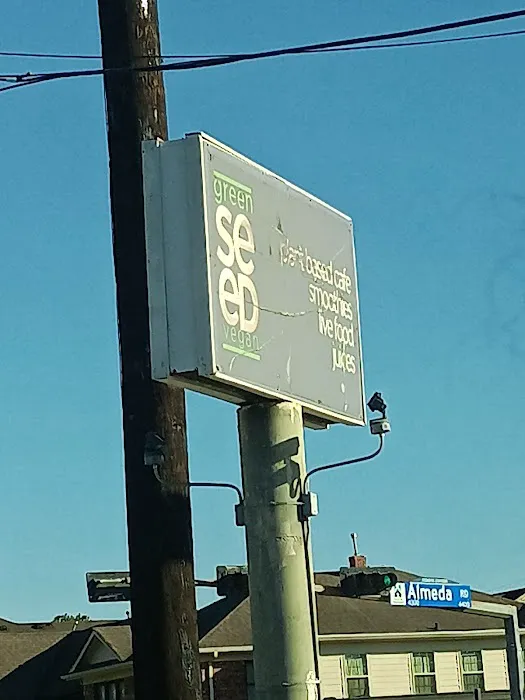 green
se
eD
vegan
plant based cafe
smoothies
live food
juices
Almeda RD